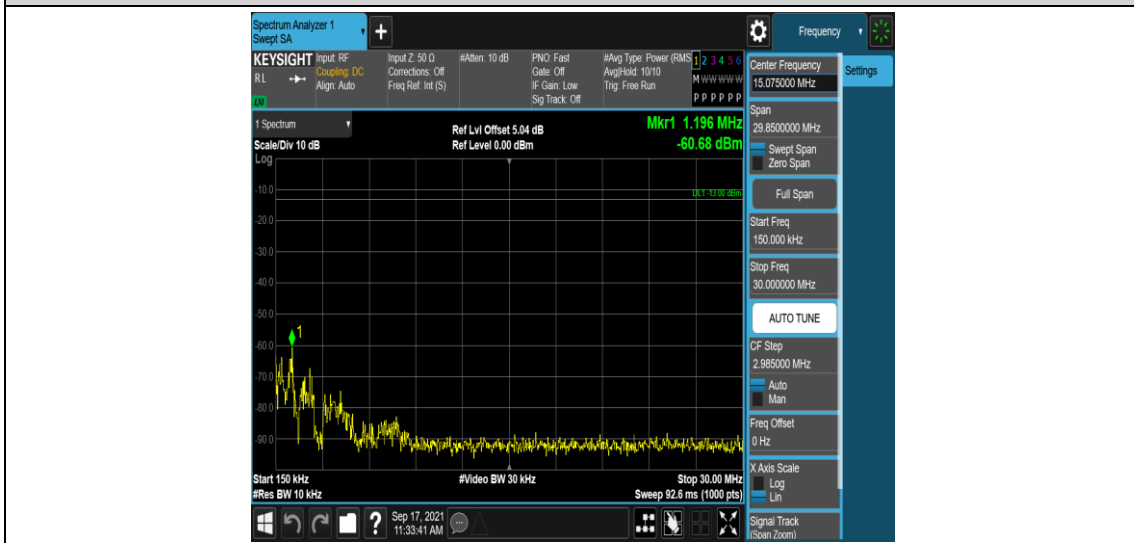 Spectrum Analyzer 1
Swept SA
Frequency
KEYSIGHT
Input: RF
Input Z: 50 Ω
#Atten: 10 dB
PNO: Fast
#Avg Type: Power (RMS
1 2 3 4 5 6
RL
Coupling: DC
Corrections: Off
Gate: Off
Avg|Hold: 10/10
M W W W W W
Align: Auto
Freq Ref: Int (S)
IF Gain: Low
Trig: Free Run
Sig Track: Off
P P P P P P
1 Spectrum
Scale/Div 10 dB
Log
Ref Lvl Offset 5.04 dB
Ref Level 0.00 dBm
Mkr1 1.196 MHz
-60.68 dBm
DL1 -13.00 dBm
-10.0
-20.0
-30.0
-40.0
-50.0
1
-60.0
-70.0
-80.0
-90.0
Start 150 kHz
#Video BW 30 kHz
Stop 30.00 MHz
#Res BW 10 kHz
Sweep 92.6 ms (1000 pts)
Sep 17, 2021
11:33:41 AM
Center Frequency
15.075000 MHz
Settings
Span
29.8500000 MHz
Swept Span
Zero Span
Full Span
Start Freq
150.000 kHz
Stop Freq
30.000000 MHz
AUTO TUNE
CF Step
2.985000 MHz
Auto
Man
Freq Offset
0 Hz
X Axis Scale
Log
Lin
Signal Track
(Span Zoom)